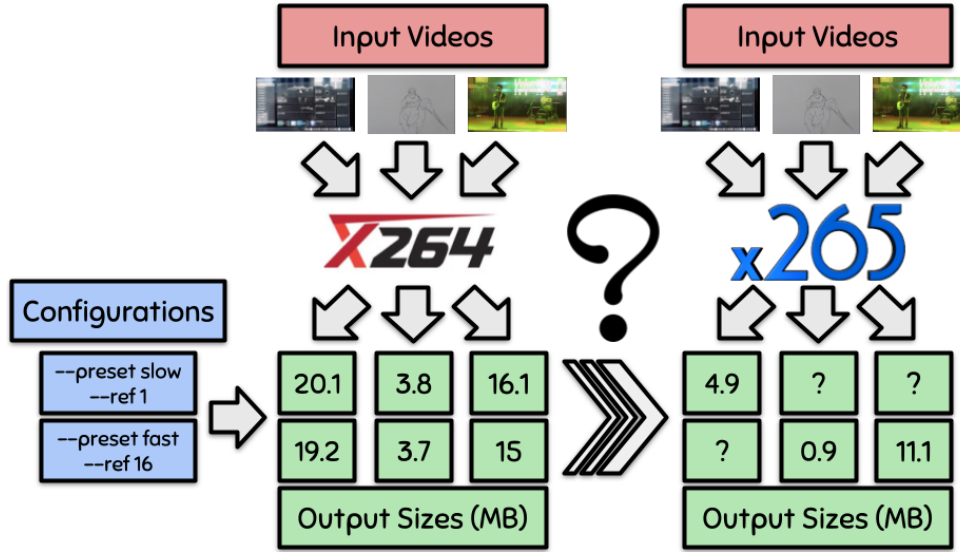 Input Videos
Input Videos
X264
?
x265
Configurations
--preset slow
--ref 1
20.1
3.8
16.1
4.9
?
?
--preset fast
--ref 16
19.2
3.7
15
?
0.9
11.1
Output Sizes (MB)
Output Sizes (MB)